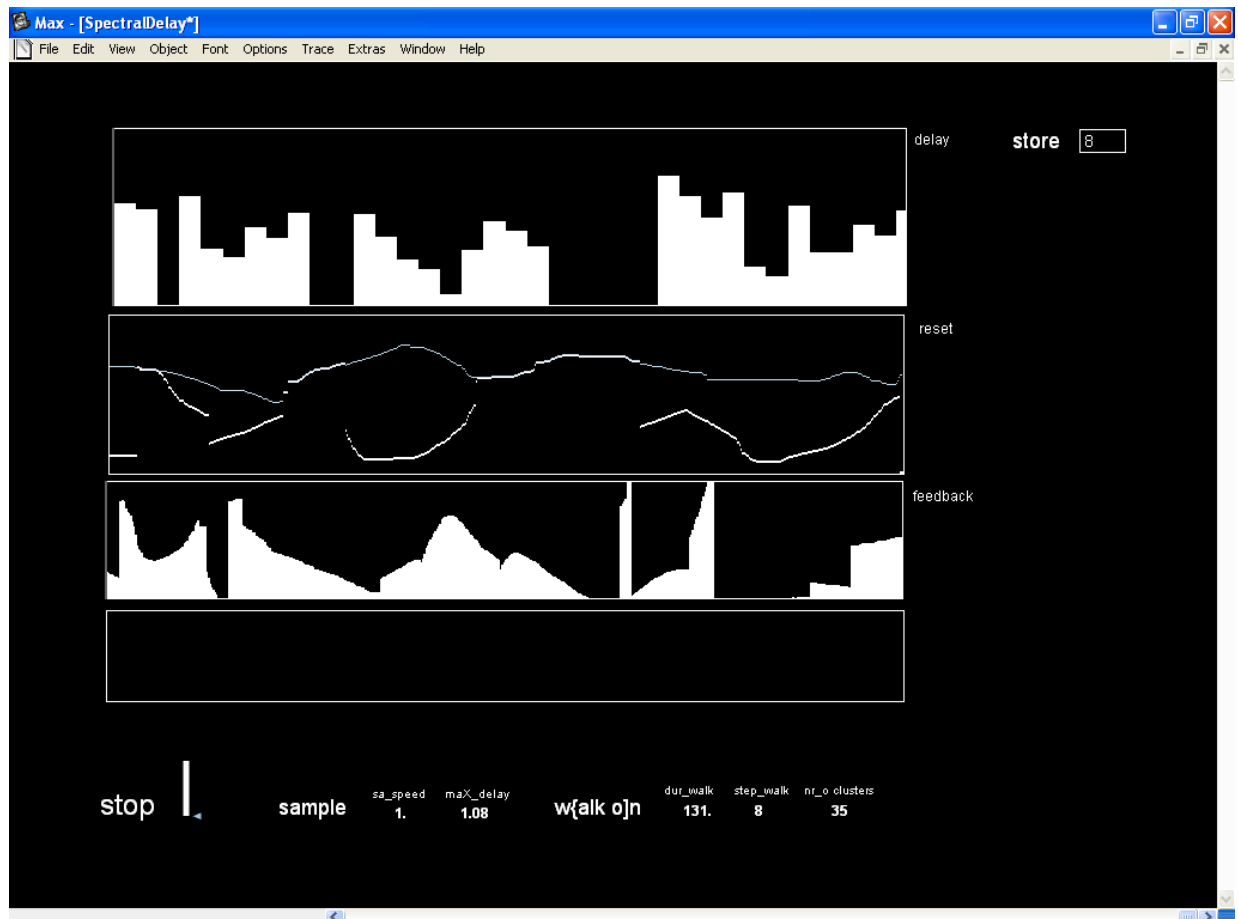 Max - [SpectralDelay*]
File Edit View Object Font Options Trace Extras Window Help
delay
store 8
reset
feedback
stop
sample
sa_speed maX_delay
1. 1.08
w{alk o]n
dur_walk step_walk nr_o clusters
131. 8 35